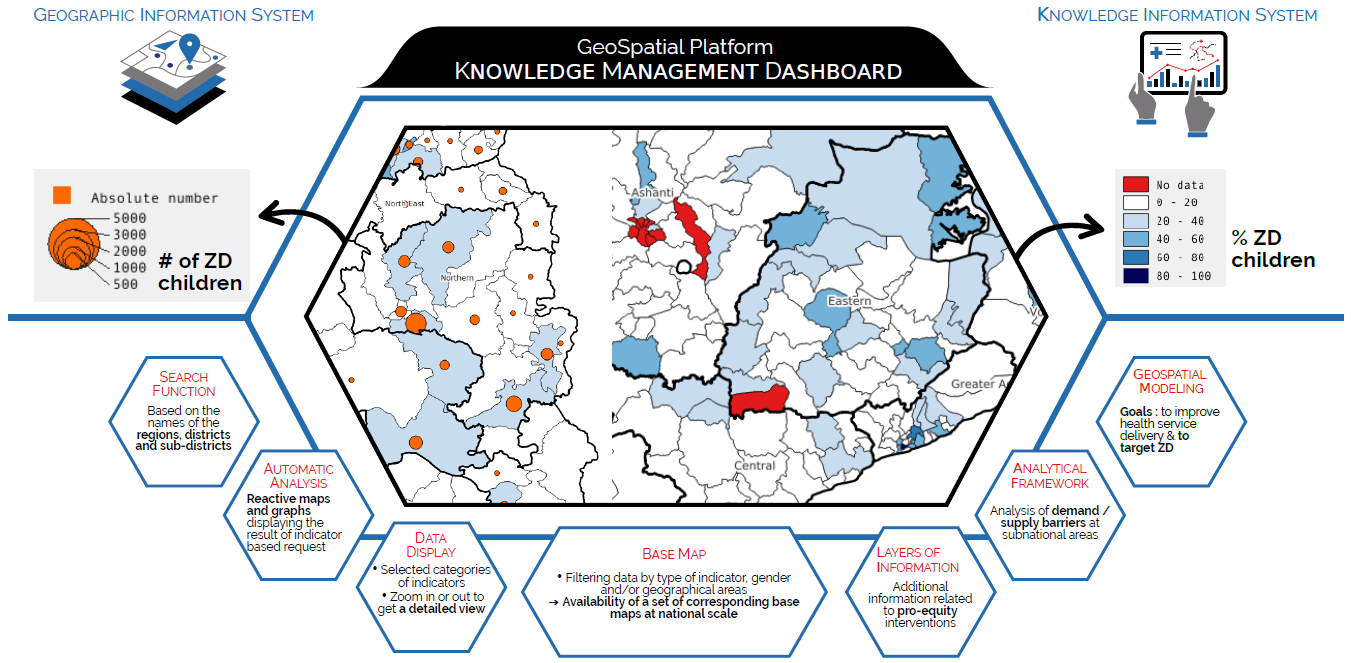 GEOGRAPHIC INFORMATION SYSTEM
KNOWLEDGE INFORMATION SYSTEM
GeoSpatial Platform
KNOWLEDGE MANAGEMENT DASHBOARD
Absolute number
5000
3000
2000
1000
500
# of ZD
children
NorthEast
Northern
Ashanti
Eastern
Greater A
Central
No data
0 - 20
20 - 40
40 - 60
60 - 80
80 - 100
% ZD
children
SEARCH
FUNCTION
Based on the
names of the
regions, districts
and sub-districts
AUTOMATIC
ANALYSIS
Reactive maps
and graphs
displaying the
result of indicator
based request
DATA
DISPLAY
• Selected categories
of indicators
• Zoom in or out to
get a detailed view
BASE MAP
• Filtering data by type of indicator, gender
and/or geographical areas
➔ Availability of a set of corresponding base
maps at national scale
LAYERS OF
INFORMATION
Additional
information related
to pro-equity
interventions
ANALYTICAL
FRAMEWORK
Analysis of demand /
supply barriers at
subnational areas
GEOSPATIAL
MODELING
Goals : to improve
health service
delivery & to
target ZD